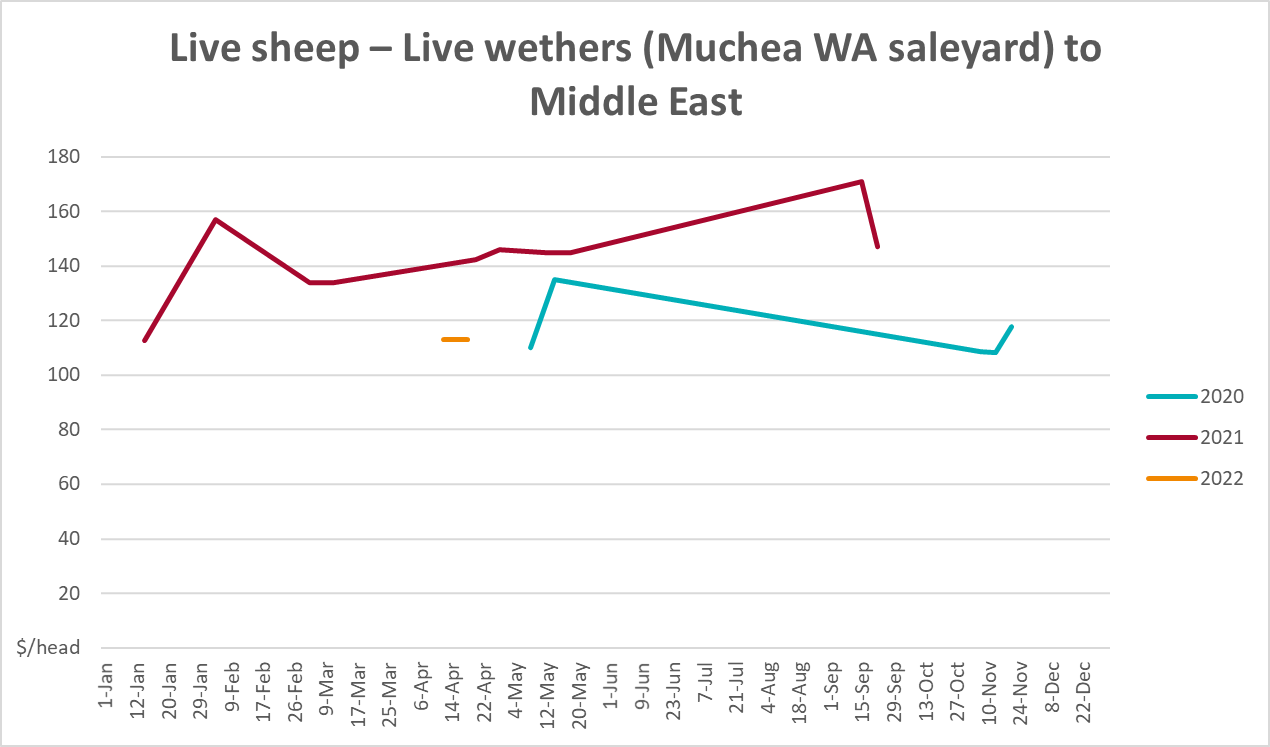 Live sheep – Live wethers (Muchea WA saleyard) to
Middle East
180
160
140
120
100
80
60
40
20
$/head
1-Jan
12-Jan
20-Jan
29-Jan
9-Feb
17-Feb
26-Feb
9-Mar
17-Mar
25-Mar
6-Apr
14-Apr
22-Apr
4-May
12-May
20-May
1-Jun
9-Jun
23-Jun
7-Jul
21-Jul
4-Aug
18-Aug
1-Sep
15-Sep
29-Sep
13-Oct
27-Oct
10-Nov
24-Nov
8-Dec
22-Dec
2020
2021
2022